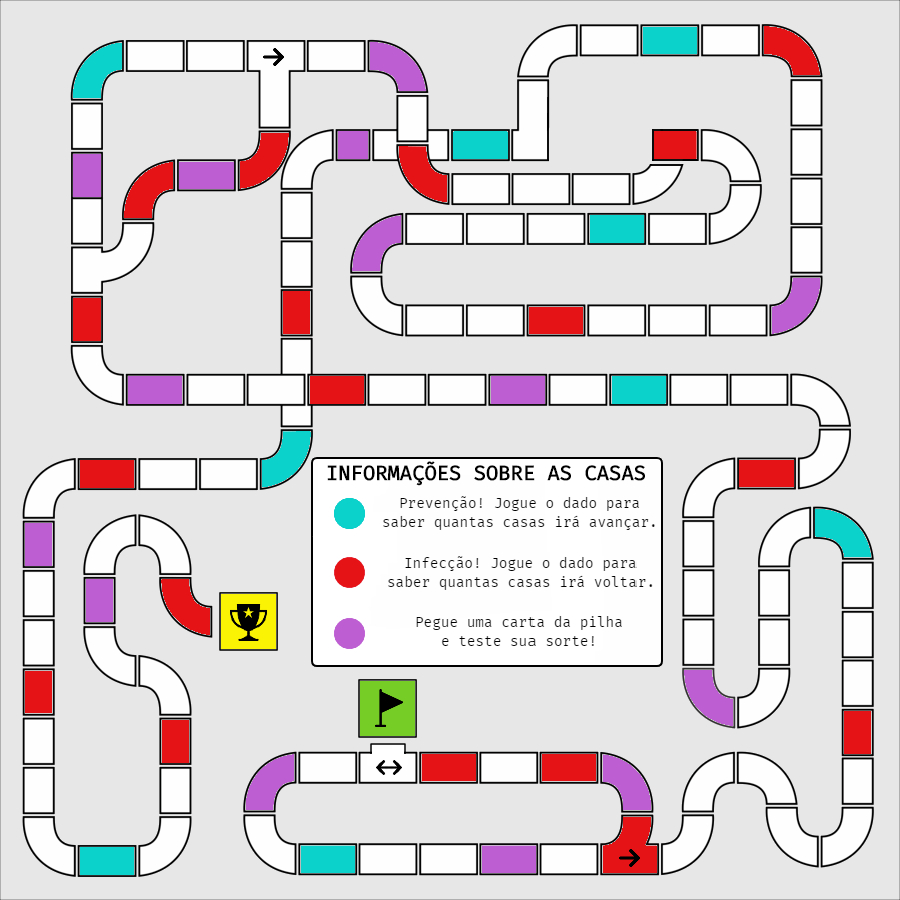 INFORMAÇÕES SOBRE AS CASAS
Prevenção! Jogue o dado para
saber quantas casas irá avançar.
Infecção! Jogue o dado para
saber quantas casas irá voltar.
Pegue uma carta da pilha
e teste sua sorte!